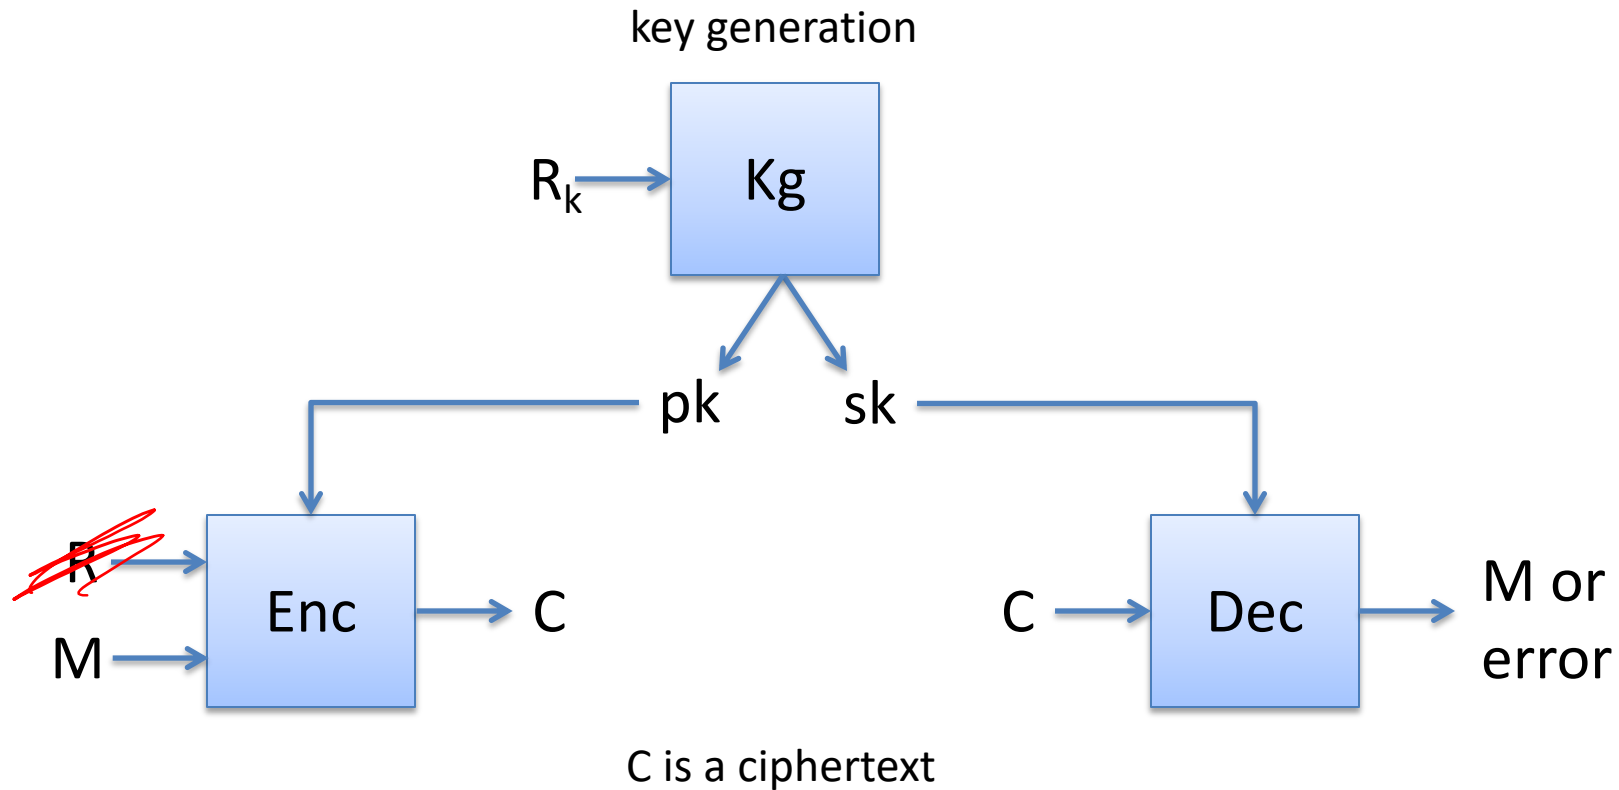 key generation
Rk
Kg
pk
sk
R
M
Enc
C
C
Dec
M or
error
C is a ciphertext